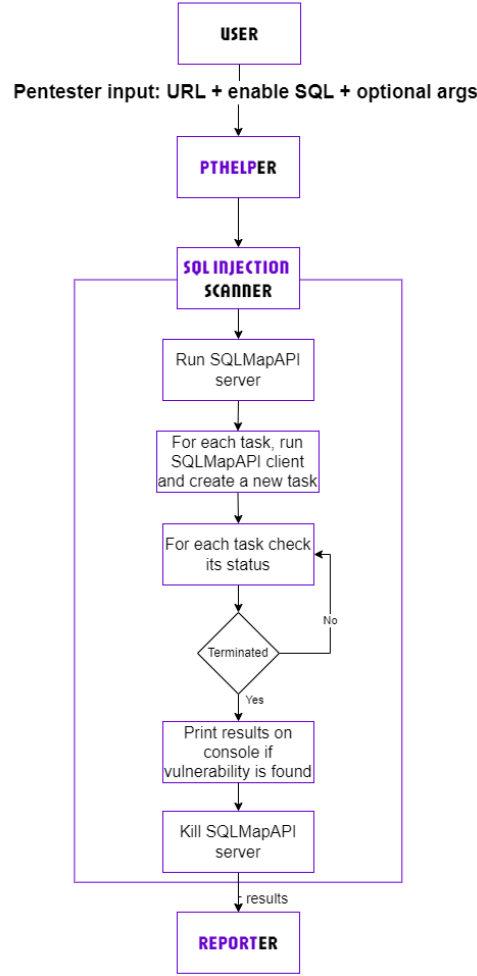 USER
Pentester input: URL + enable SQL + optional args
PTHELPER
SQL INJECTION
SCANNER
Run SQLMapAPI
server
For each task, run
SQLMapAPI client
and create a new task
For each task check
its status
No
Terminated
Yes
Print results on
console if
vulnerability is found
Kill SQLMapAPI
server
results
REPORTER